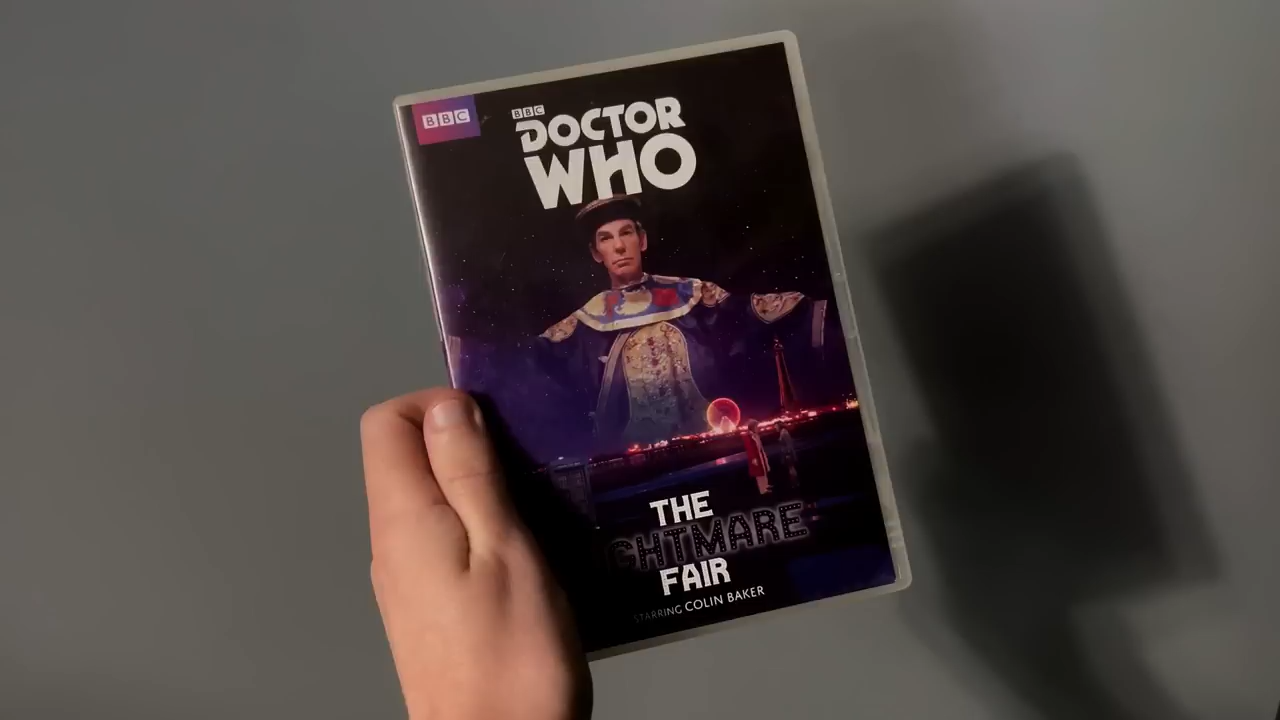 BBC
BBC
DOCTOR
WHO
THE
GHTMARE
FAIR
STARRING COLIN BAKER